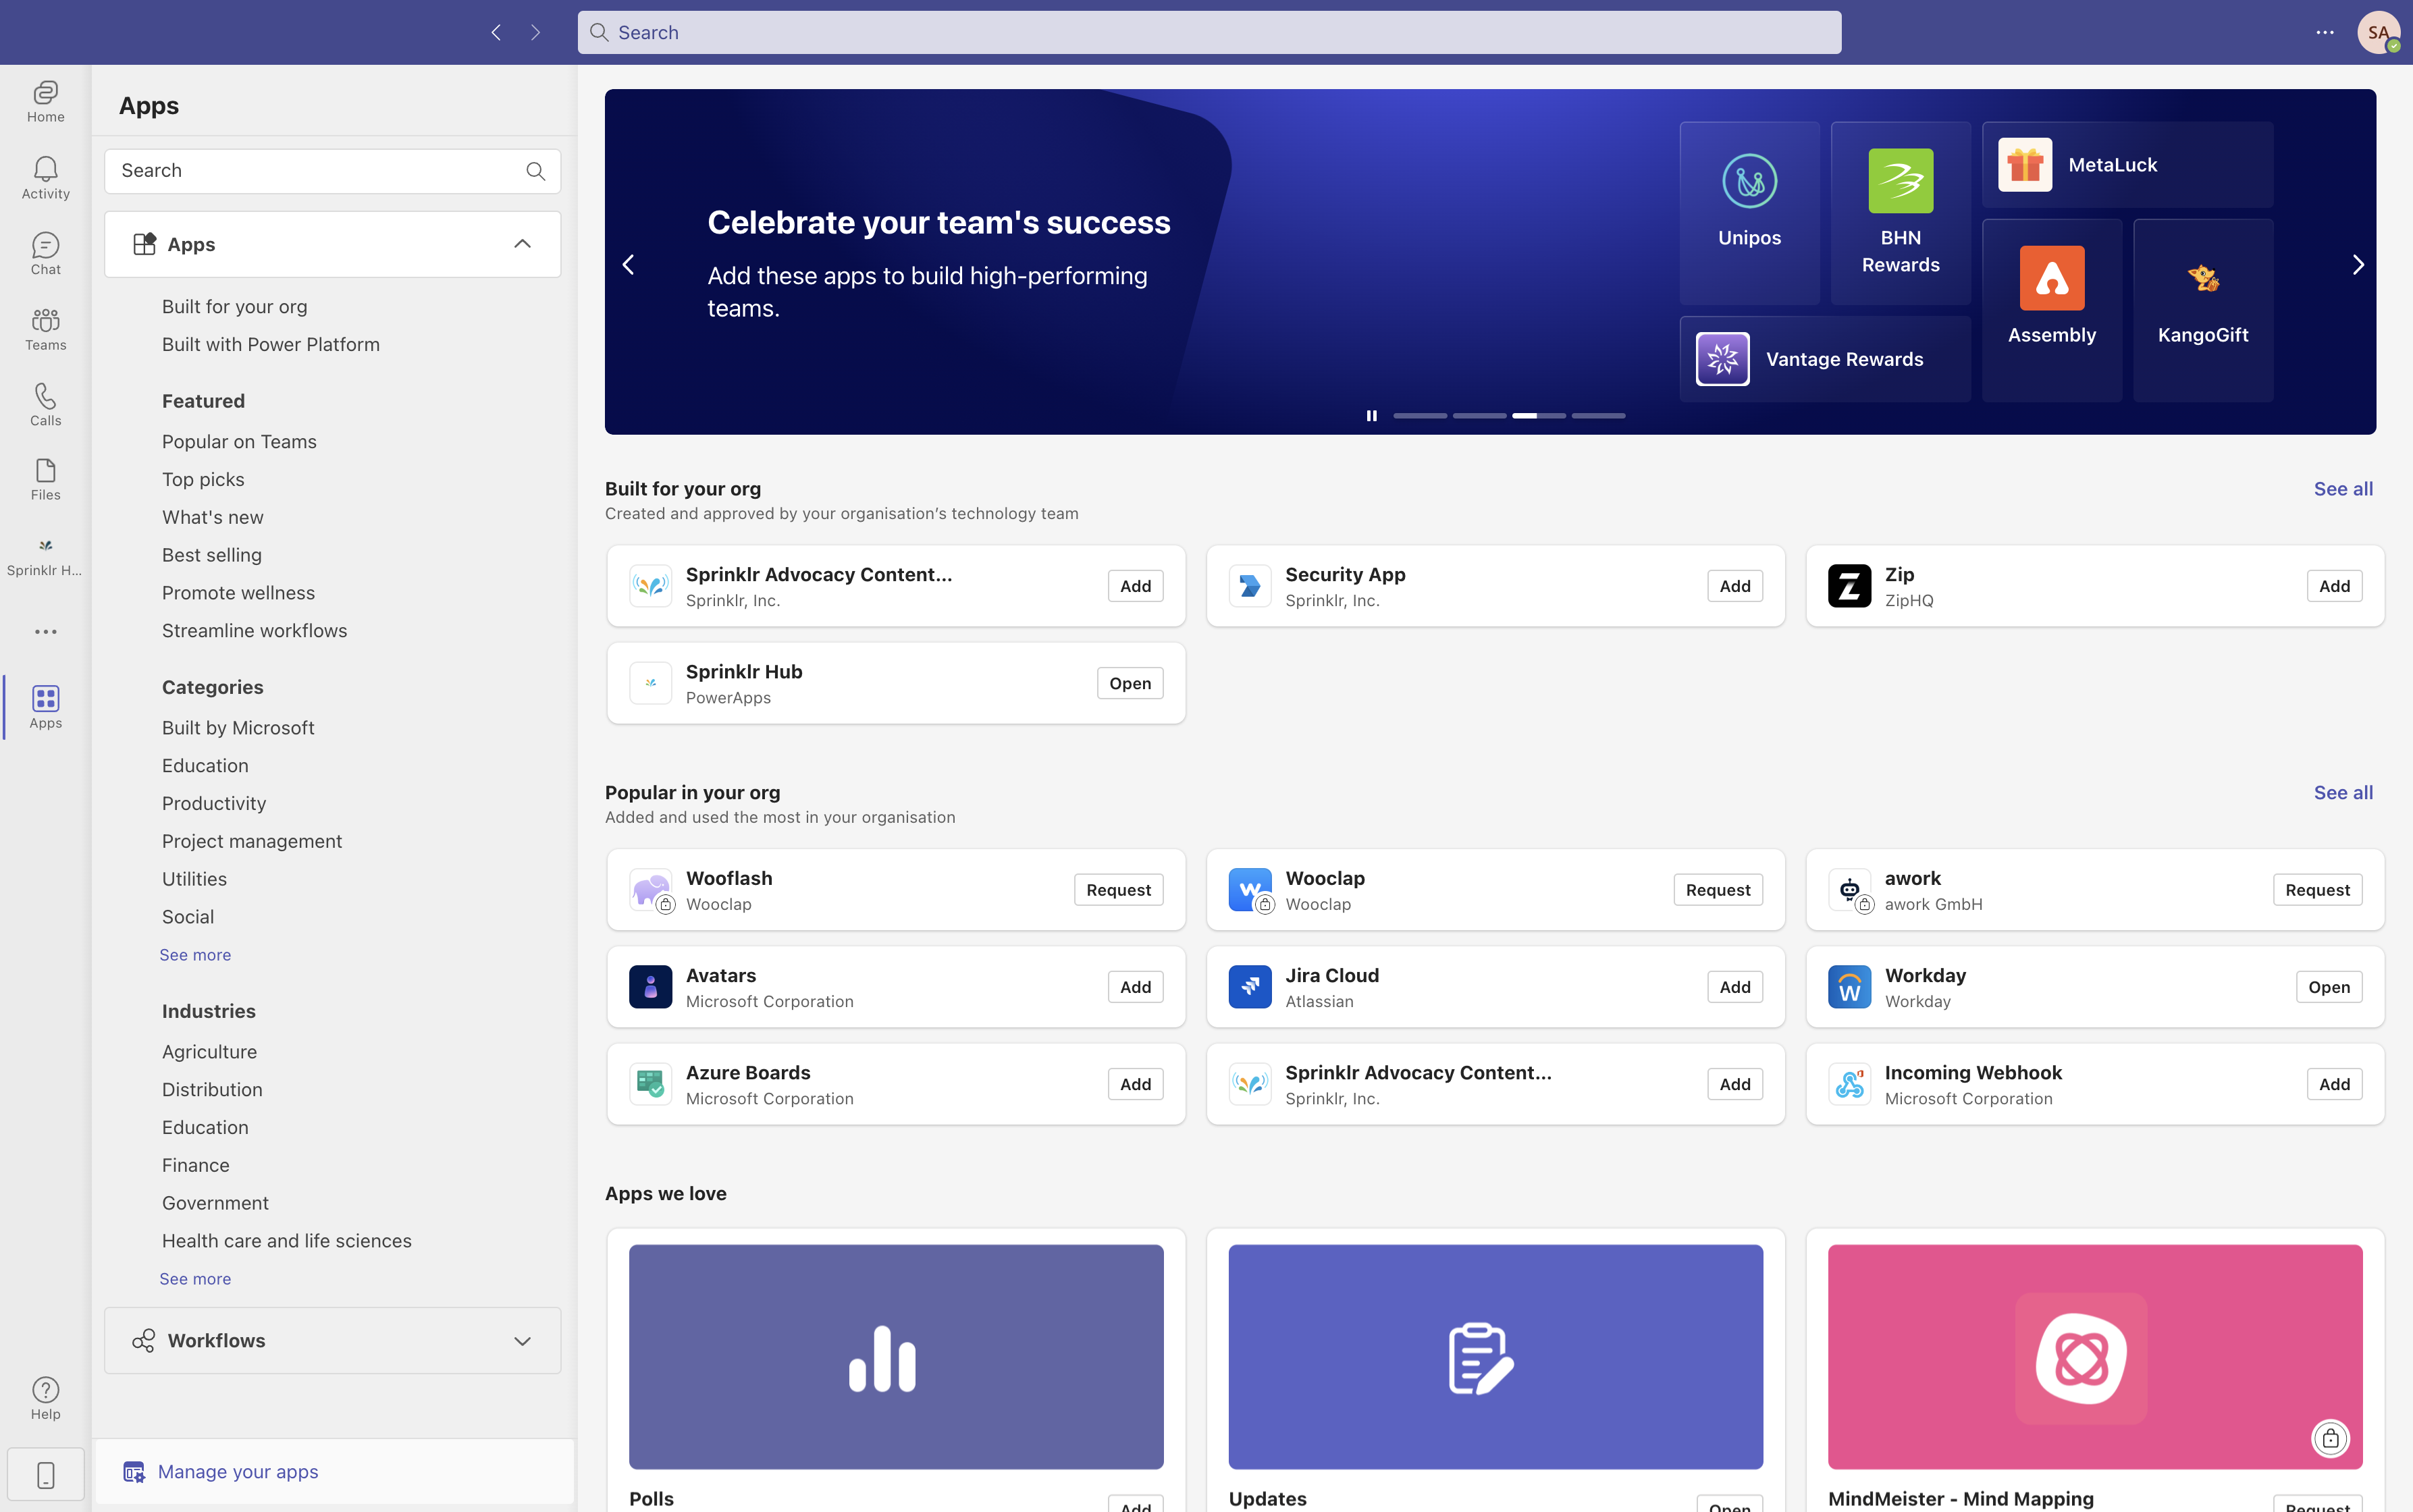 Search
SA
Home
Activity
Chat
Teams
Calls
Files
Sprinklr H...
Apps
Help
Apps
Search
Apps
Built for your org
Built with Power Platform
Featured
Popular on Teams
Top picks
What's new
Best selling
Promote wellness
Streamline workflows
Categories
Built by Microsoft
Education
Productivity
Project management
Utilities
Social
See more
Industries
Agriculture
Distribution
Education
Finance
Government
Health care and life sciences
See more
Workflows
Manage your apps
Celebrate your team's success
Add these apps to build high-performing
teams.
Unipos
BHN
Rewards
MetaLuck
Vantage Rewards
Assembly
KangoGift
Built for your org
See all
Created and approved by your organisation’s technology team
Sprinklr Advocacy Content...
Sprinklr, Inc.
Add
Security App
Sprinklr, Inc.
Add
Zip
ZipHQ
Add
Sprinklr Hub
PowerApps
Open
Popular in your org
See all
Added and used the most in your organisation
Wooflash
Wooclap
Request
Wooclap
Wooclap
Request
awork
awork GmbH
Request
Avatars
Microsoft Corporation
Add
Jira Cloud
Atlassian
Add
Workday
Workday
Open
Azure Boards
Microsoft Corporation
Add
Sprinklr Advocacy Content...
Sprinklr, Inc.
Add
Incoming Webhook
Microsoft Corporation
Add
Apps we love
Polls
Add
Updates
Open
MindMeister - Mind Mapping
Request